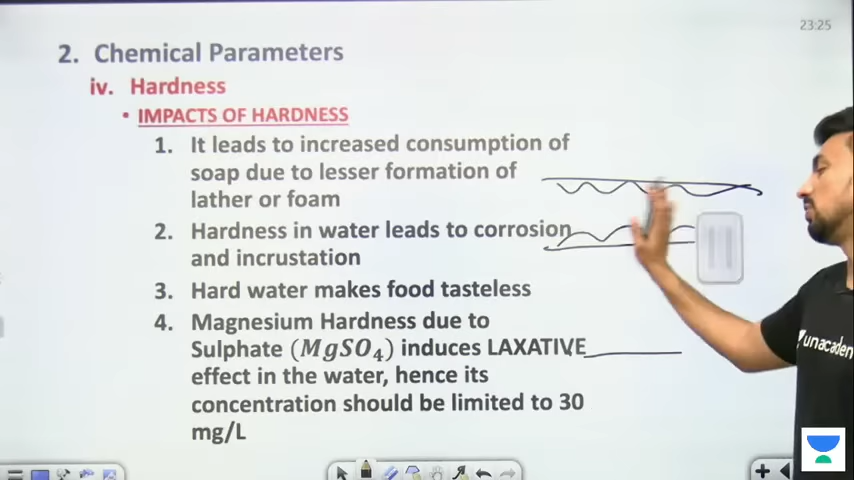 23:25
2. Chemical Parameters
iv. Hardness
• IMPACTS OF HARDNESS
1. It leads to increased consumption of
soap due to lesser formation of
lather or foam
2. Hardness in water leads to corrosion
and incrustation
3. Hard water makes food tasteless
4. Magnesium Hardness due to
Sulphate (MgSO₄) induces LAXATIVE
effect in the water, hence its
concentration should be limited to 30
mg/L
unacadem